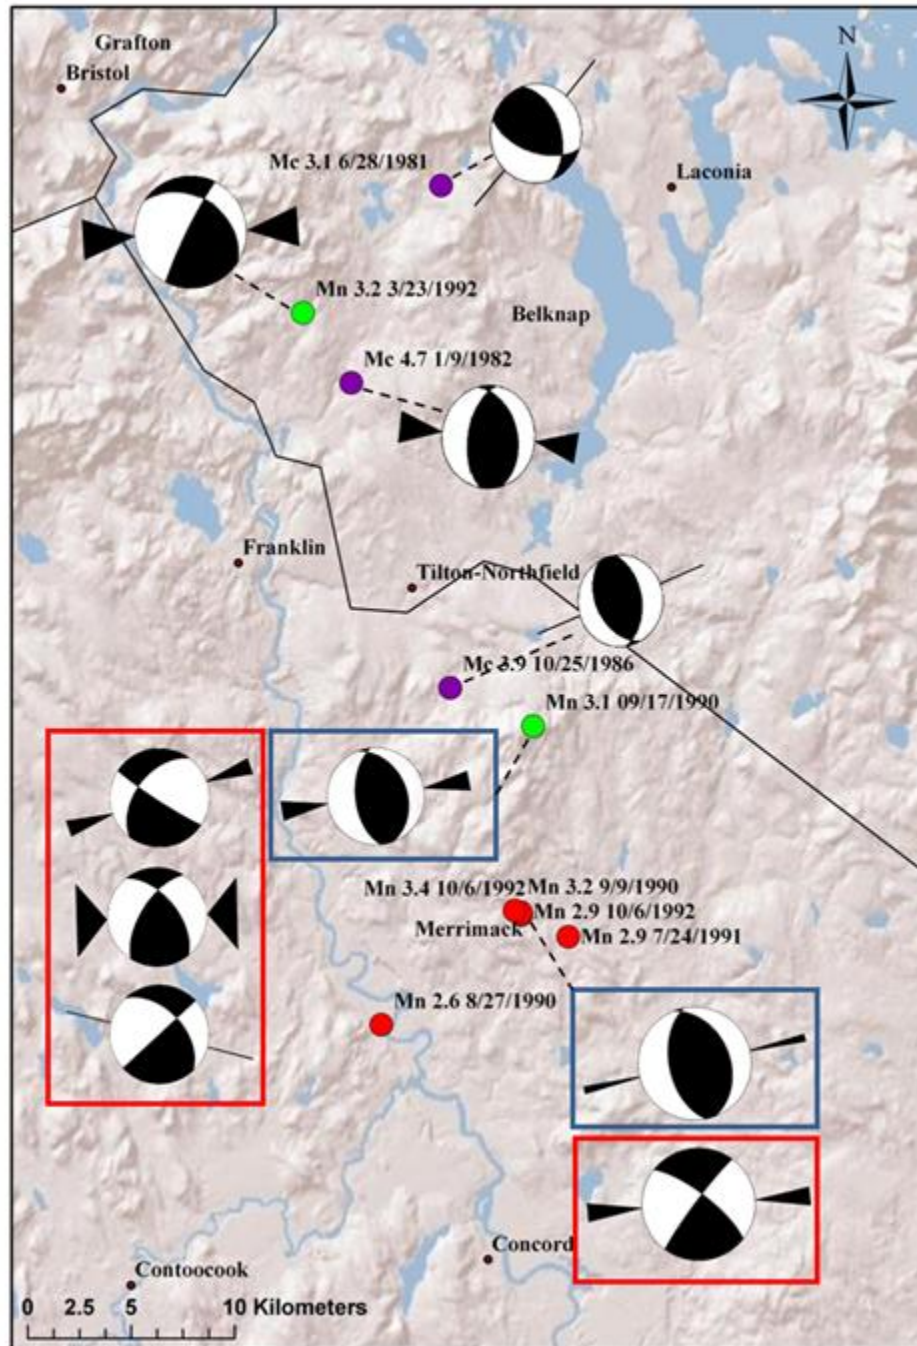 Grafton
Bristol
N
Mc 3.1 6/28/1981
Laconia
Mn 3.2 3/23/1992
Belknap
Mc 4.7 1/9/1982
Franklin
Tilton-Northfield
Mc 3.9 10/25/1986
Mn 3.1 09/17/1990
Mn 3.4 10/6/1992 Mn 3.2 9/9/1990
Merrimack Mn 2.9 10/6/1992
Mn 2.9 7/24/1991
Mn 2.6 8/27/1990
Concord
Contoocook
0 2.5 5 10 Kilometers